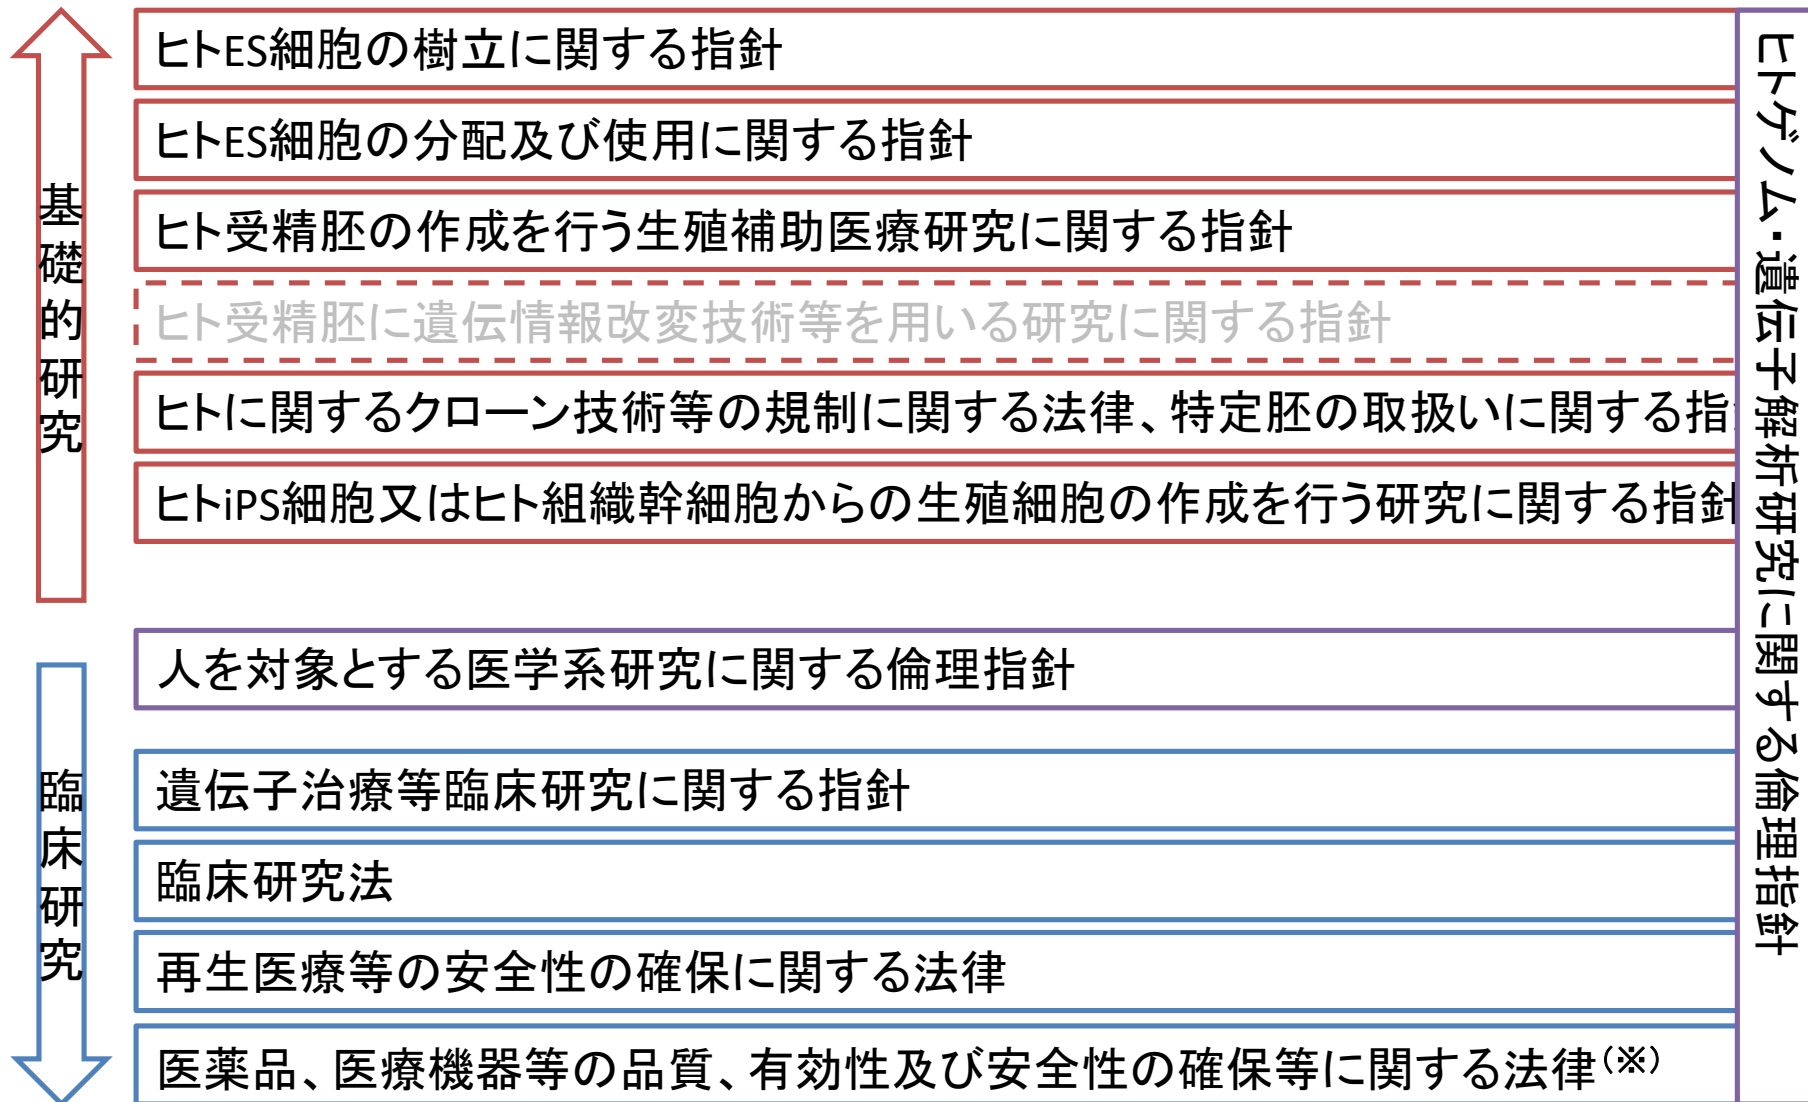 基礎的研究
ヒトES細胞の樹立に関する指針
ヒトES細胞の分配及び使用に関する指針
ヒト受精胚の作成を行う生殖補助医療研究に関する指針
ヒト受精胚に遺伝情報改変技術等を用いる研究に関する指針
ヒトに関するクローン技術等の規制に関する法律、特定胚の取扱いに関する指
ヒトiPS細胞又はヒト組織幹細胞からの生殖細胞の作成を行う研究に関する指針
人を対象とする医学系研究に関する倫理指針
臨床研究
遺伝子治療等臨床研究に関する指針
臨床研究法
再生医療等の安全性の確保に関する法律
医薬品、医療機器等の品質、有効性及び安全性の確保等に関する法律(※)
ヒトゲノム・遺伝子解析研究に関する倫理指針